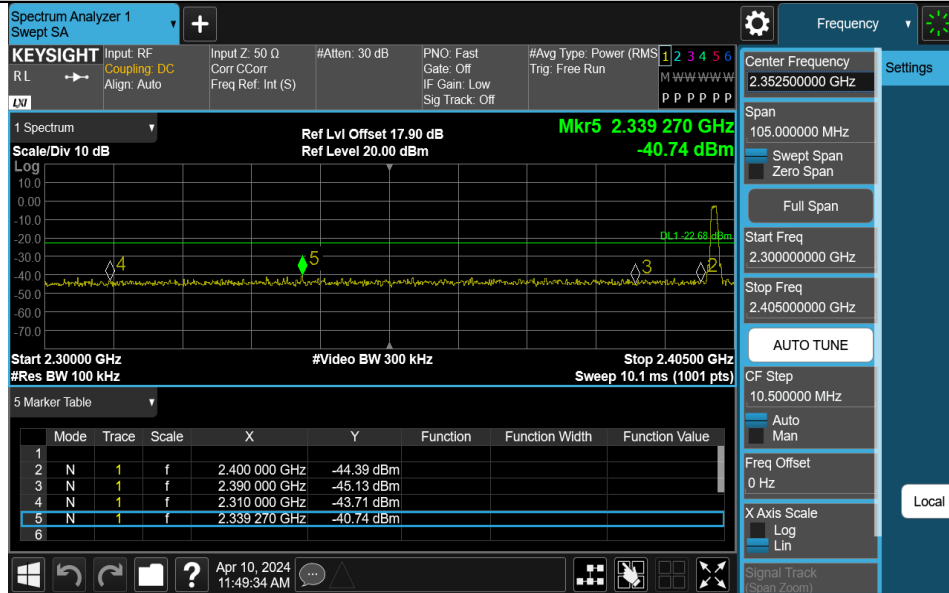 Spectrum Analyzer 1
Swept SA
+
Frequency
KEYSIGHT
RL
LXI
Input: RF
Coupling: DC
Align: Auto
Input Z: 50 Ω
Corr CCorr
Freq Ref: Int (S)
#Atten: 30 dB
PNO: Fast
Gate: Off
IF Gain: Low
Sig Track: Off
#Avg Type: Power (RMS
Trig: Free Run
1 2 3 4 5 6
M W W W W W
P P P P P P
1 Spectrum
Scale/Div 10 dB
Ref Lvl Offset 17.90 dB
Ref Level 20.00 dBm
Mkr5 2.339 270 GHz
-40.74 dBm
Log
10.0
0.00
-10.0
-20.0
-30.0
-40.0
-50.0
-60.0
-70.0
DL1 -22.68 dBm
4
5
3
2
Start 2.30000 GHz
#Video BW 300 kHz
Stop 2.40500 GHz
#Res BW 100 kHz
Sweep 10.1 ms (1001 pts)
5 Marker Table
Mode Trace Scale X Y Function Function Width Function Value
1
2 N 1 f 2.400 000 GHz -44.39 dBm
3 N 1 f 2.390 000 GHz -45.13 dBm
4 N 1 f 2.310 000 GHz -43.71 dBm
5 N 1 f 2.339 270 GHz -40.74 dBm
6
?
Apr 10, 2024
11:49:34 AM
Center Frequency
2.352500000 GHz
Span
105.000000 MHz
Swept Span
Zero Span
Full Span
Start Freq
2.300000000 GHz
Stop Freq
2.405000000 GHz
AUTO TUNE
CF Step
10.500000 MHz
Auto
Man
Freq Offset
0 Hz
X Axis Scale
Log
Lin
Signal Track
(Span Zoom)
Settings
Local